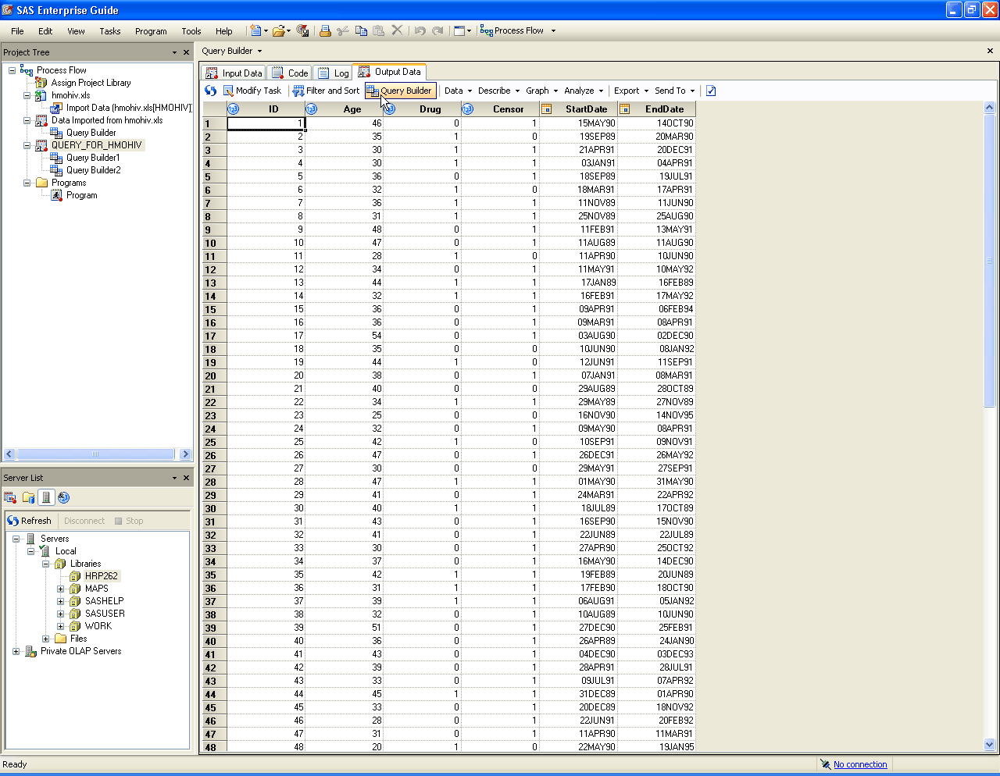 SAS Enterprise Guide
File Edit View Tasks Program Tools Help Process Flow
Project Tree
Process Flow
Assign Project Library
hmohiv.xls
Import Data (hmohiv.xls[HMOHIV]
Data Imported from hmohiv.xls
Query Builder
QUERY_FOR_HMOHIV
Query Builder1
Query Builder2
Programs
Program
Server List
Refresh Disconnect Stop
Servers
Local
Libraries
HRP262
MAPS
SASHELP
SASUSER
WORK
Files
Private OLAP Servers
Query Builder
Input Data Code Log Output Data
Modify Task Filter and Sort Query Builder Data Describe Graph Analyze Export Send To
ID Age Drug Censor StartDate EndDate
1 1 46 0 1 15MAY90 14OCT90
2 2 35 1 0 19SEP89 20MAR90
3 3 30 1 1 21APR91 20DEC91
4 4 30 1 1 03JAN91 04APR91
5 5 36 0 1 18SEP89 19JUL91
6 6 32 1 0 18MAR91 17APR91
7 7 36 1 1 11NOV89 11JUN90
8 8 31 1 1 25NOV89 25AUG90
9 9 48 0 1 11FEB91 13MAY91
10 10 47 0 1 11AUG89 11AUG90
11 11 28 1 0 11APR90 10JUN90
12 12 34 0 1 11MAY91 10MAY92
13 13 44 1 1 17JAN89 16FEB89
14 14 32 1 1 16FEB91 17MAY92
15 15 36 0 1 09APR91 06FEB94
16 16 36 0 1 09MAR91 08APR91
17 17 54 0 1 03AUG90 02DEC90
18 18 35 0 0 10JUN90 08JAN92
19 19 44 1 0 12JUN91 11SEP91
20 20 38 0 1 07JAN91 08MAR91
21 21 40 0 0 29AUG89 28OCT89
22 22 34 1 1 29MAY89 27NOV89
23 23 25 0 0 16NOV90 14NOV95
24 24 32 0 1 09MAY90 08APR91
25 25 42 1 0 10SEP91 09NOV91
26 26 47 0 1 26DEC91 26MAY92
27 27 30 0 0 29MAY91 27SEP91
28 28 47 1 1 01MAY90 31MAY90
29 29 41 0 1 24MAR91 22APR92
30 30 40 1 1 18JUL89 17OCT89
31 31 43 0 1 16SEP90 15NOV90
32 32 41 0 1 22JUN89 22JUL89
33 33 30 0 1 27APR90 25OCT92
34 34 37 0 1 16MAY90 14DEC90
35 35 42 1 1 19FEB89 20JUN89
36 36 31 1 1 17FEB90 18OCT90
37 37 39 1 1 06AUG91 05JAN92
38 38 32 0 1 10AUG89 10JUN90
39 39 51 0 1 27DEC90 25FEB91
40 40 36 0 1 26APR89 24JAN90
41 41 43 0 1 04DEC90 03DEC93
42 42 39 0 1 28APR91 28JUL91
43 43 33 0 1 09JUL91 07APR92
44 44 45 1 1 31DEC89 01APR90
45 45 33 0 1 20DEC89 18NOV92
46 46 28 0 1 22JUN91 20FEB92
47 47 31 0 1 11APR90 11MAR91
48 48 20 1 0 22MAY90 19JAN95
Ready
No connection